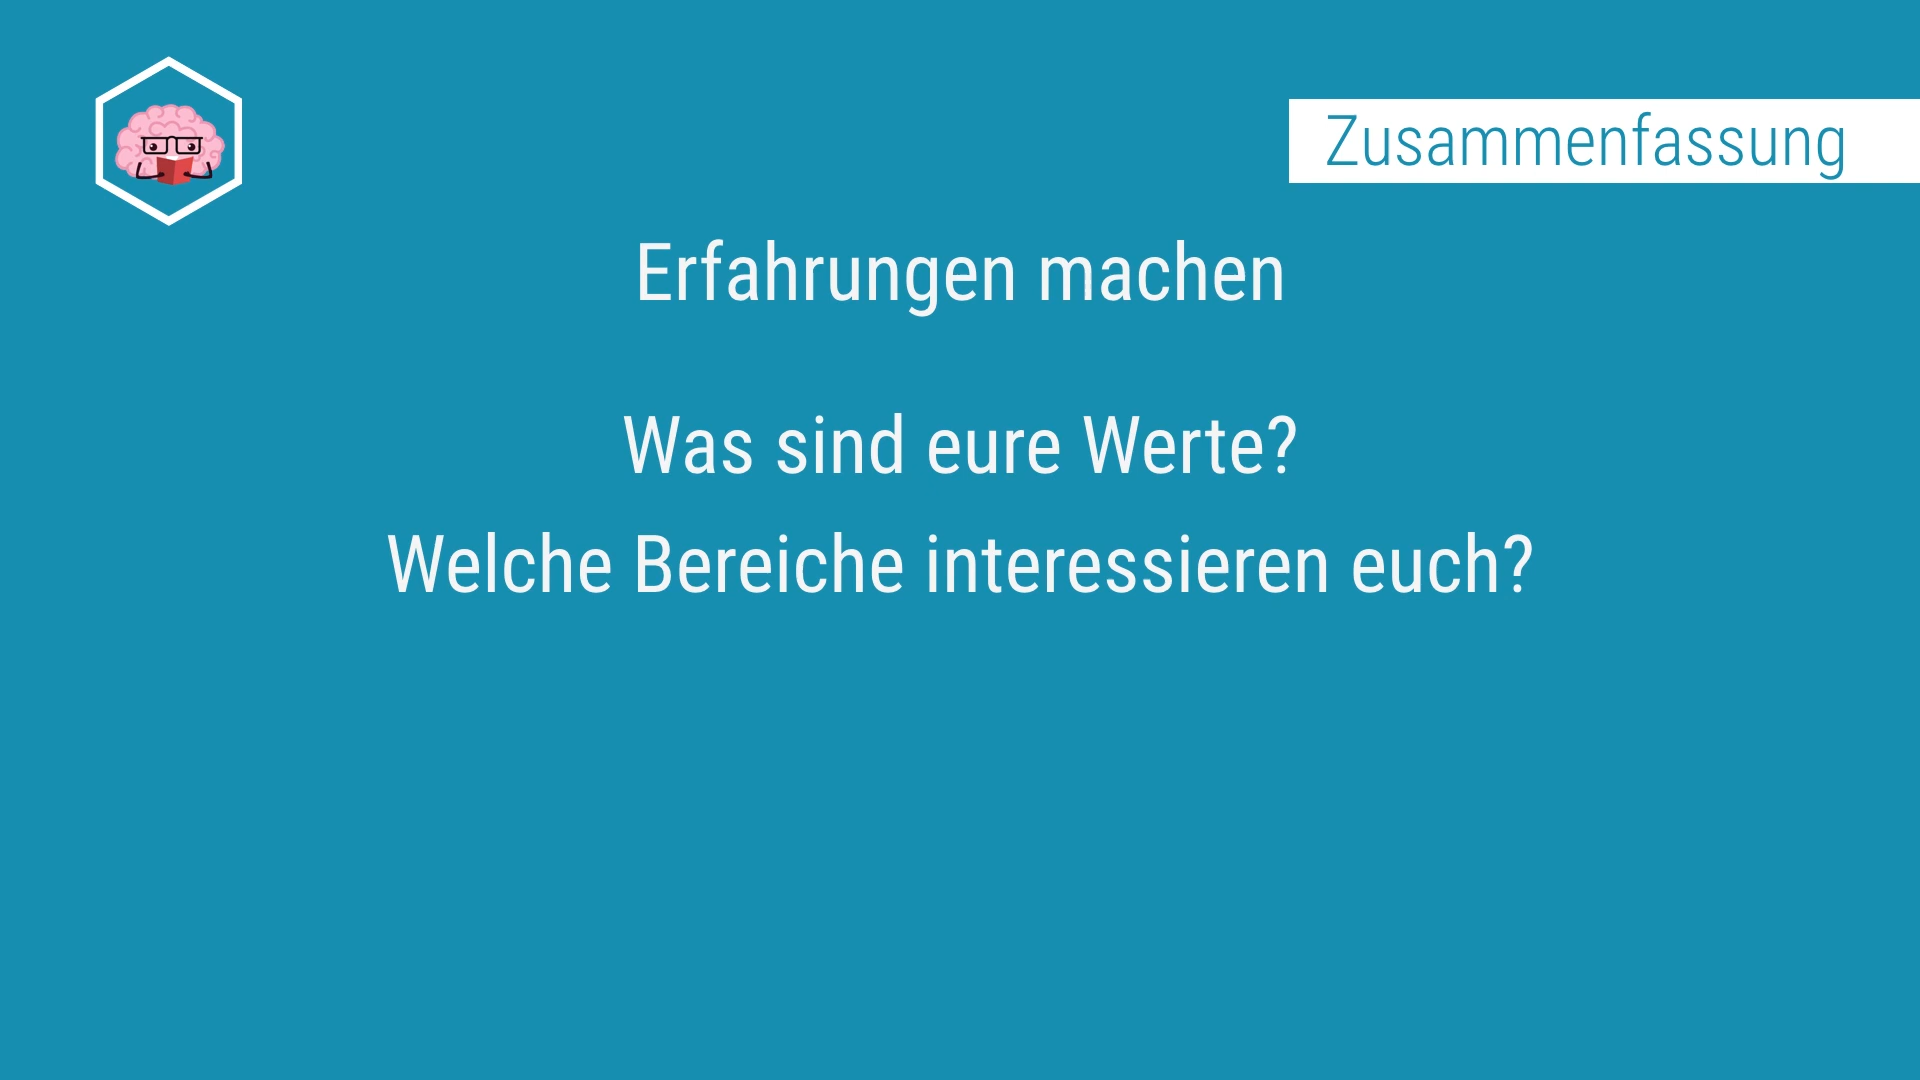 Zusammenfassung
Erfahrungen machen
Was sind eure Werte?
Welche Bereiche interessieren euch?